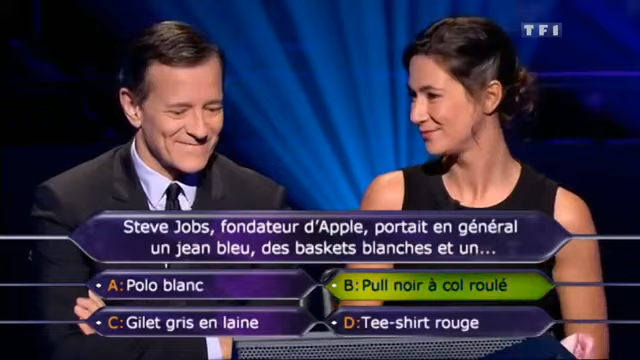 TF1
Steve Jobs, fondateur d'Apple, portait en général
un jean bleu, des baskets blanches et un...
A: Polo blanc
B: Pull noir à col roulé
C: Gilet gris en laine
D: Tee-shirt rouge